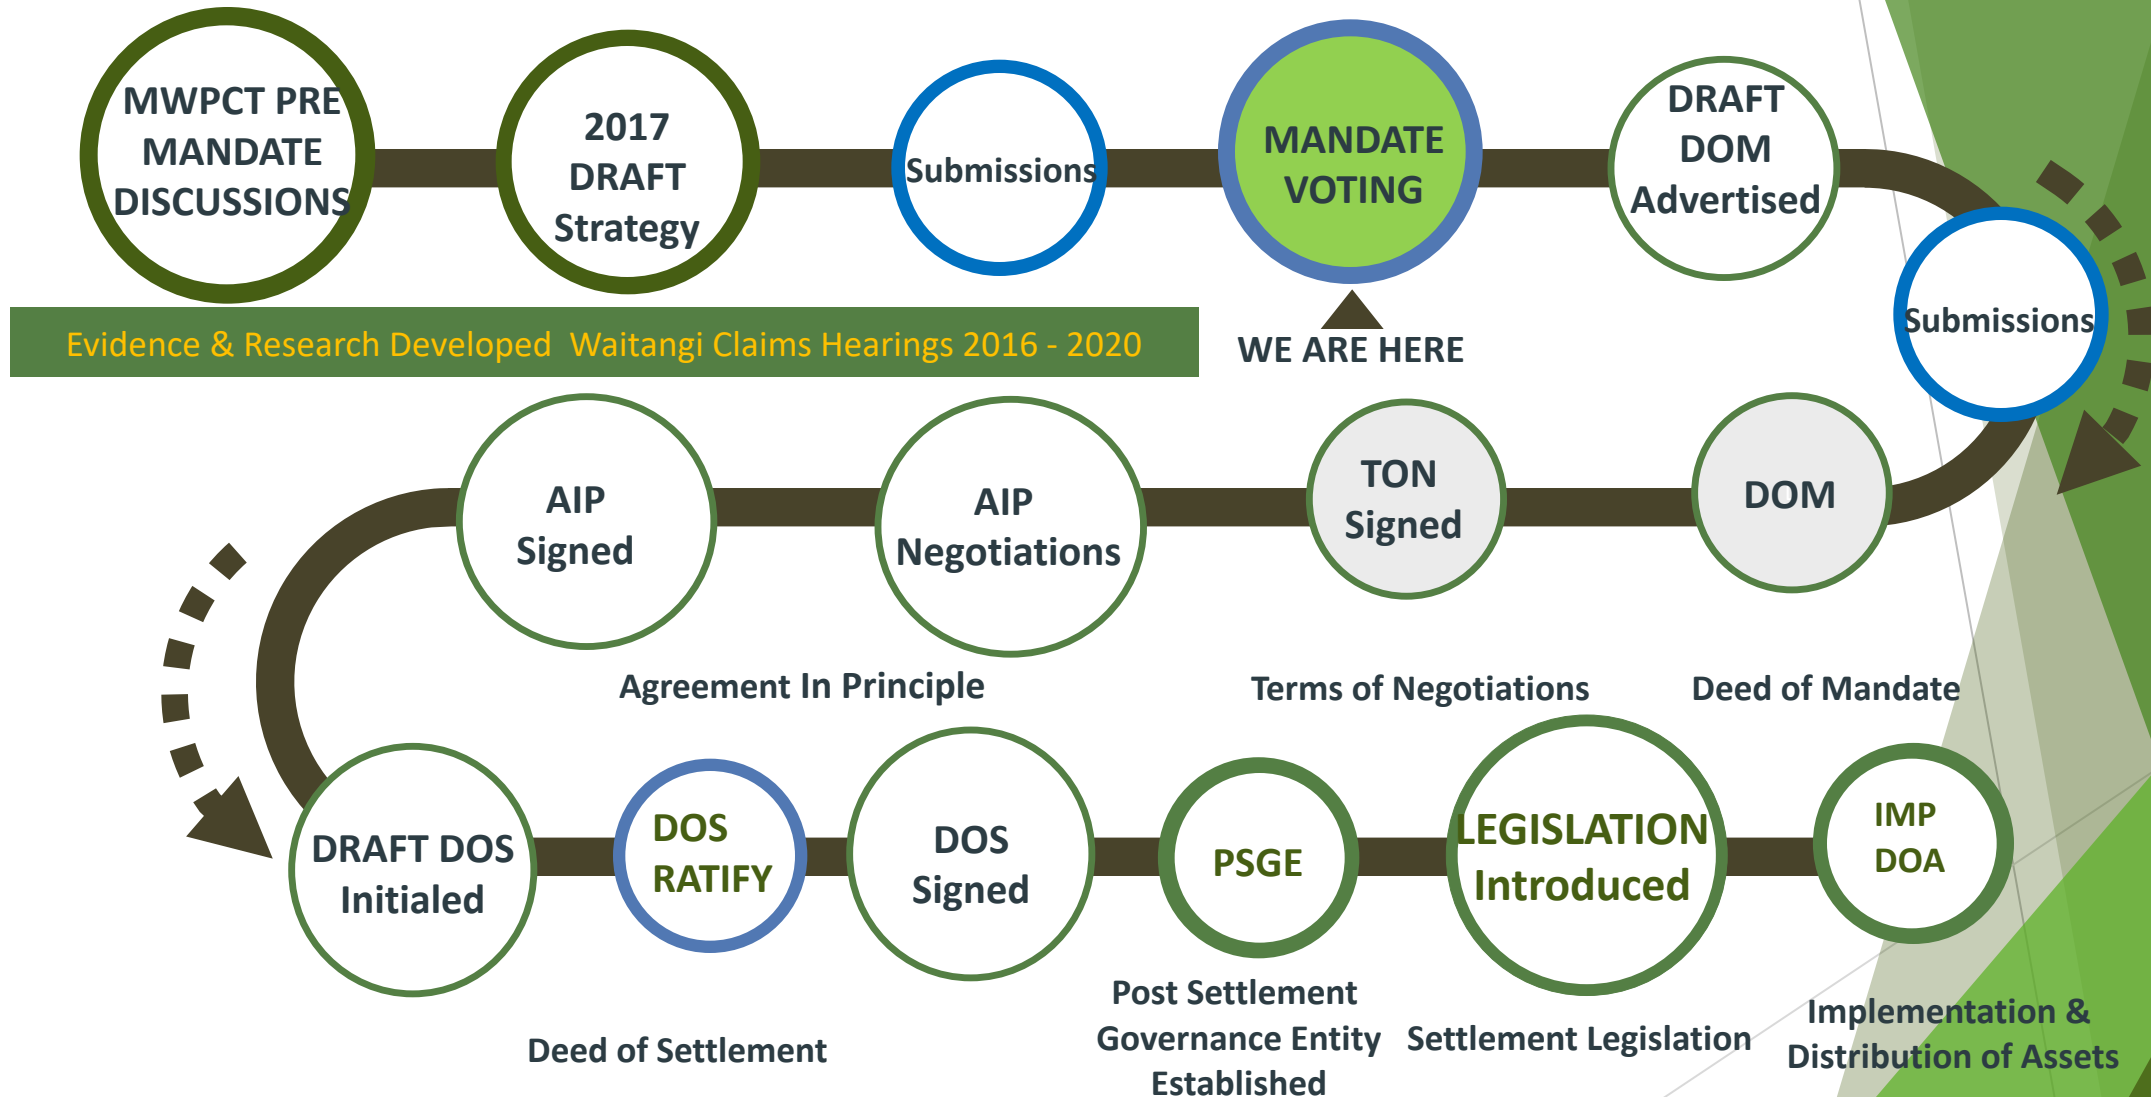 MWPCT PRE
MANDATE
DISCUSSIONS
2017
DRAFT
Strategy
Submissions
MANDATE
VOTING
DRAFT
DOM
Advertised
Submissions
Evidence & Research Developed  Waitangi Claims Hearings 2016 - 2020
WE ARE HERE
AIP
Signed
AIP
Negotiations
TON
Signed
DOM
Agreement In Principle
Terms of Negotiations
Deed of Mandate
DRAFT DOS
Initialed
DOS
RATIFY
DOS
Signed
PSGE
LEGISLATION
Introduced
IMP
DOA
Deed of Settlement
Post Settlement
Governance Entity
Established
Settlement Legislation
Implementation &
Distribution of Assets